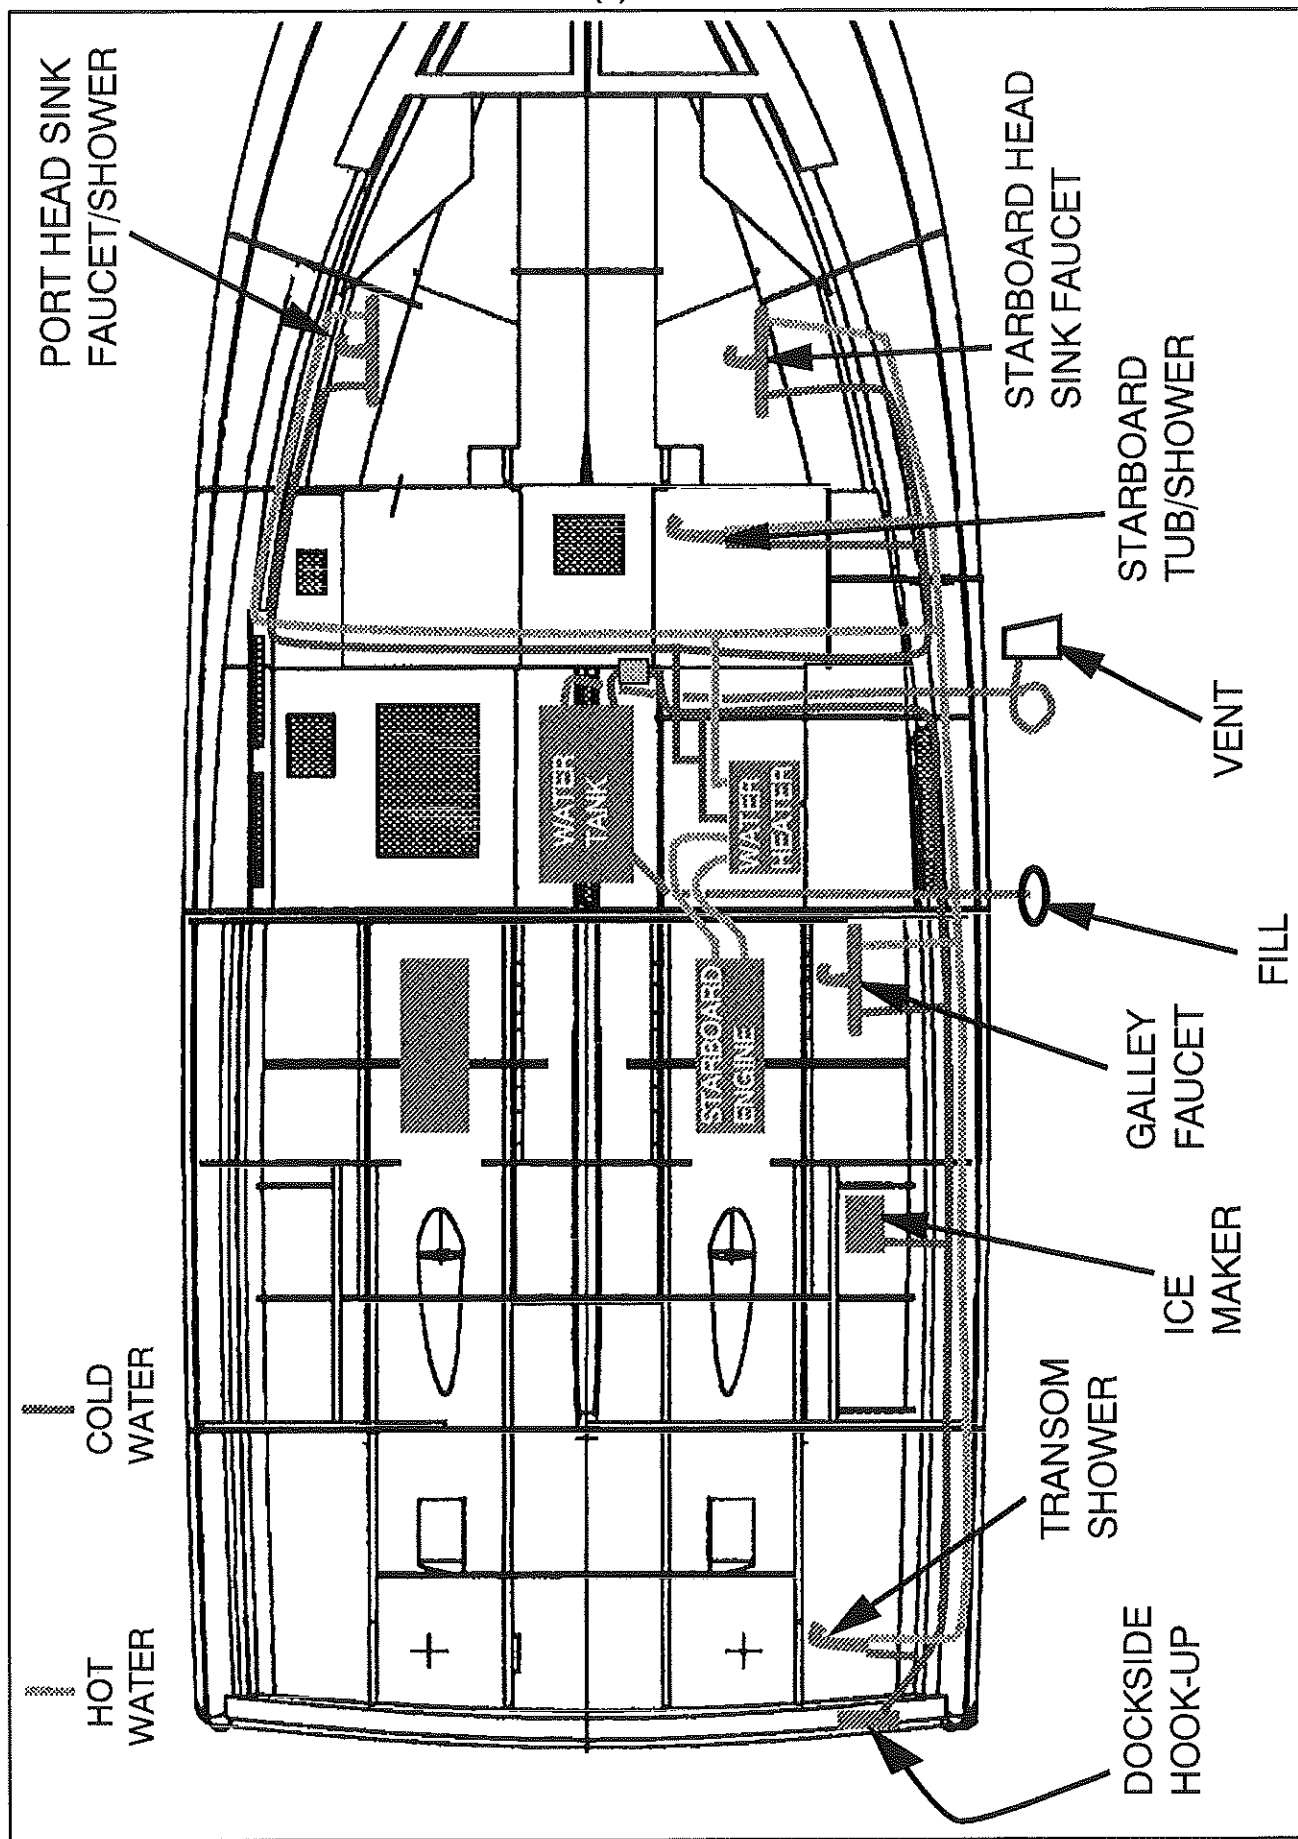 HOT
WATER
COLD
WATER
PORT HEAD SINK
FAUCET/SHOWER
WATER
TANK
WATER
HEATER
STARBOARD
ENGINE
DOCKSIDE
HOOK-UP
TRANSOM
SHOWER
ICE
MAKER
GALLEY
FAUCET
FILL
VENT
STARBOARD
TUB/SHOWER
STARBOARD HEAD
SINK FAUCET